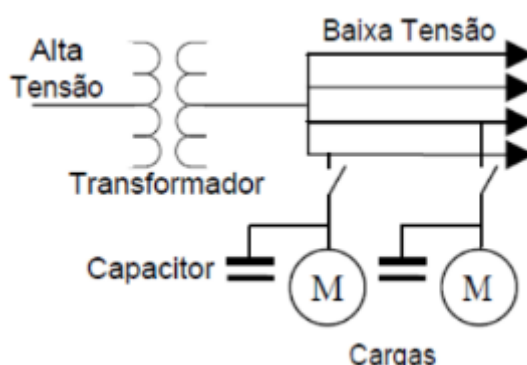 Alta
Tensão
Baixa Tensão
Transformador
Capacitor
M
M
Cargas